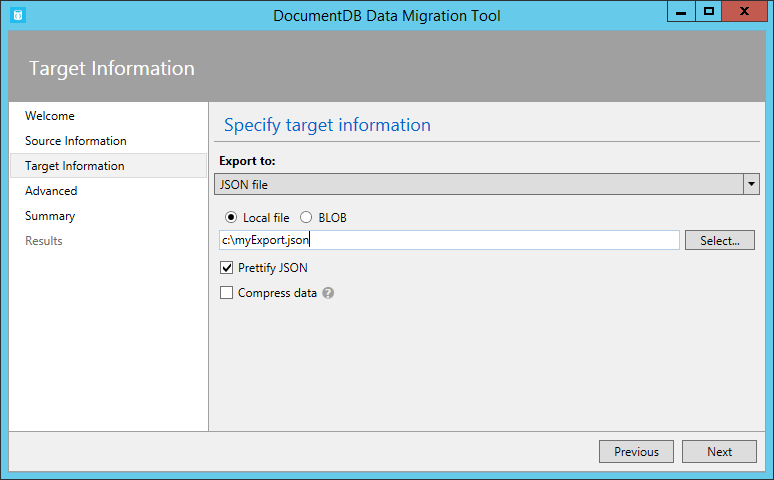 DocumentDB Data Migration Tool
Target Information
Welcome
Source Information
Target Information
Advanced
Summary
Results
Specify target information
Export to:
JSON file
Local file BLOB
c:\myExport.json Select...
Prettify JSON
Compress data ?
Previous Next